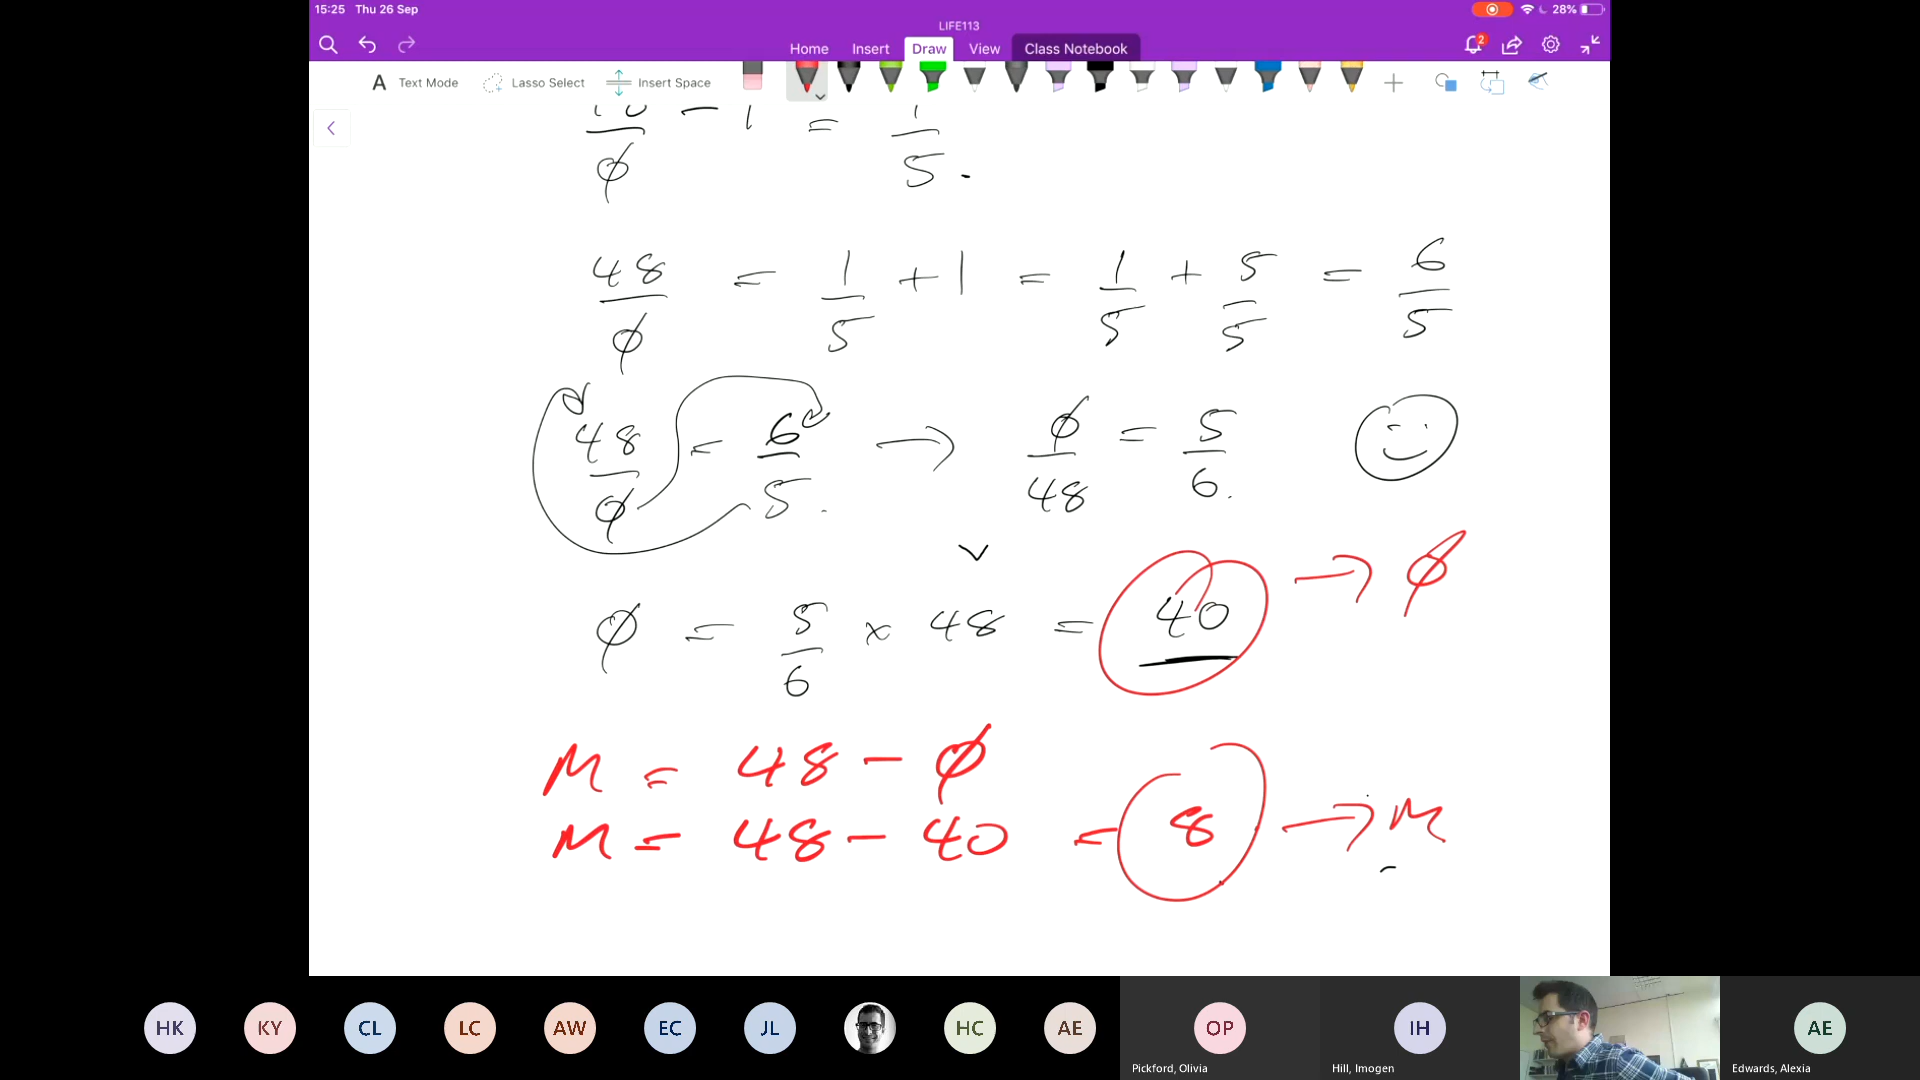 15:25 Thu 26 Sep
28%
LIFE113
Home Insert Draw View Class Notebook
2
A Text Mode Lasso Select Insert Space
/ϕ - 1 = 1/5.
48/ϕ = 1/5 + 1 = 1/5 + 5/5 = 6/5
48/ϕ = 6/5. → ϕ/48 = 5/6.
ϕ = 5/6 × 48 = 40 → ϕ
M = 48 - ϕ
M = 48 - 40 = 8 → M
HK KY CL LC AW EC JL HC AE OP IH AE
Pickford, Olivia Hill, Imogen Edwards, Alexia